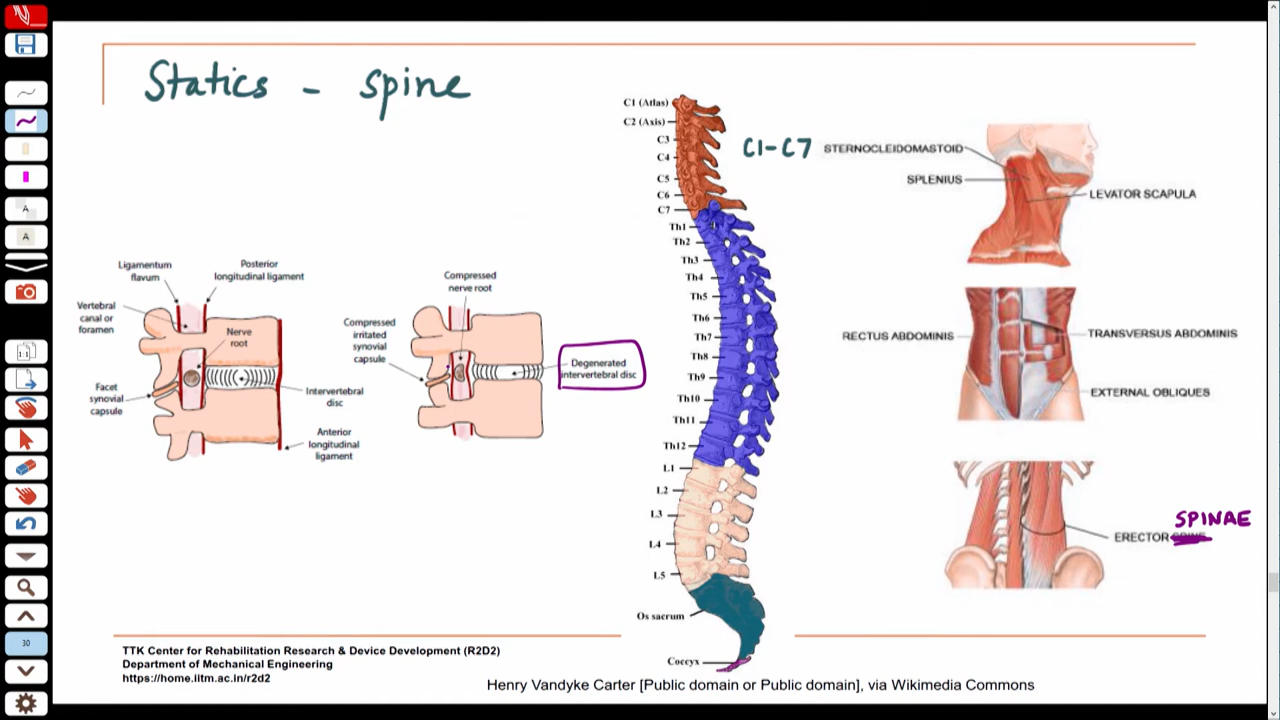 Statics - spine
C1 (Atlas)
C2 (Axis)
C3
C4
C5
C6
C7
Th1
Th2
Th3
Th4
Th5
Th6
Th7
Th8
Th9
Th10
Th11
Th12
L1
L2
L3
L4
L5
Os sacrum
Coccyx
C1-C7
STERNOCLEIDOMASTOID
SPLENIUS
LEVATOR SCAPULA
RECTUS ABDOMINIS
TRANSVERSUS ABDOMINIS
EXTERNAL OBLIQUES
SPINAE
ERECTOR SPINE
Ligamentum
flavum
Posterior
longitudinal ligament
Vertebral
canal or
foramen
Nerve
root
Facet
synovial
capsule
Intervertebral
disc
Anterior
longitudinal
ligament
Compressed
nerve root
Compressed
irritated
synovial
capsule
Degenerated
intervertebral disc
TTK Center for Rehabilitation Research & Device Development (R2D2)
Department of Mechanical Engineering
https://home.iitm.ac.in/r2d2
Henry Vandyke Carter [Public domain or Public domain], via Wikimedia Commons
A
A
1:1
30